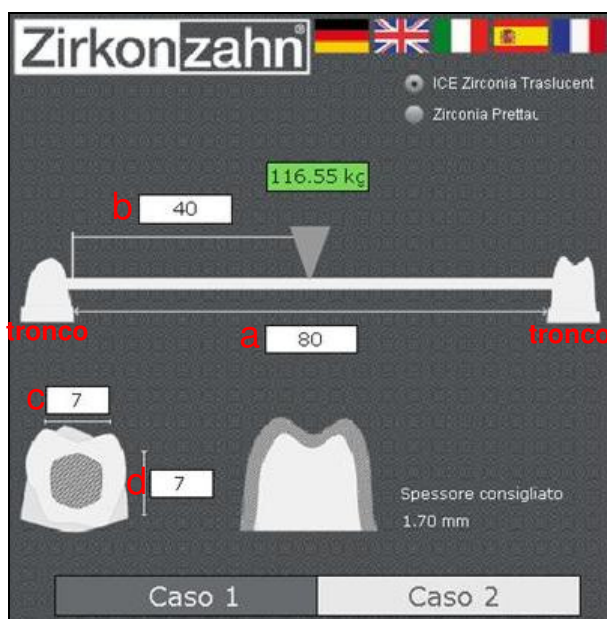 Zirkonzahn®
ICE Zirconia Traslucent
Zirconia Prettau
116.55 kg
b 40
tronco
tronco
a 80
c 7
d 7
Spessore consigliato
1.70 mm
Caso 1
Caso 2